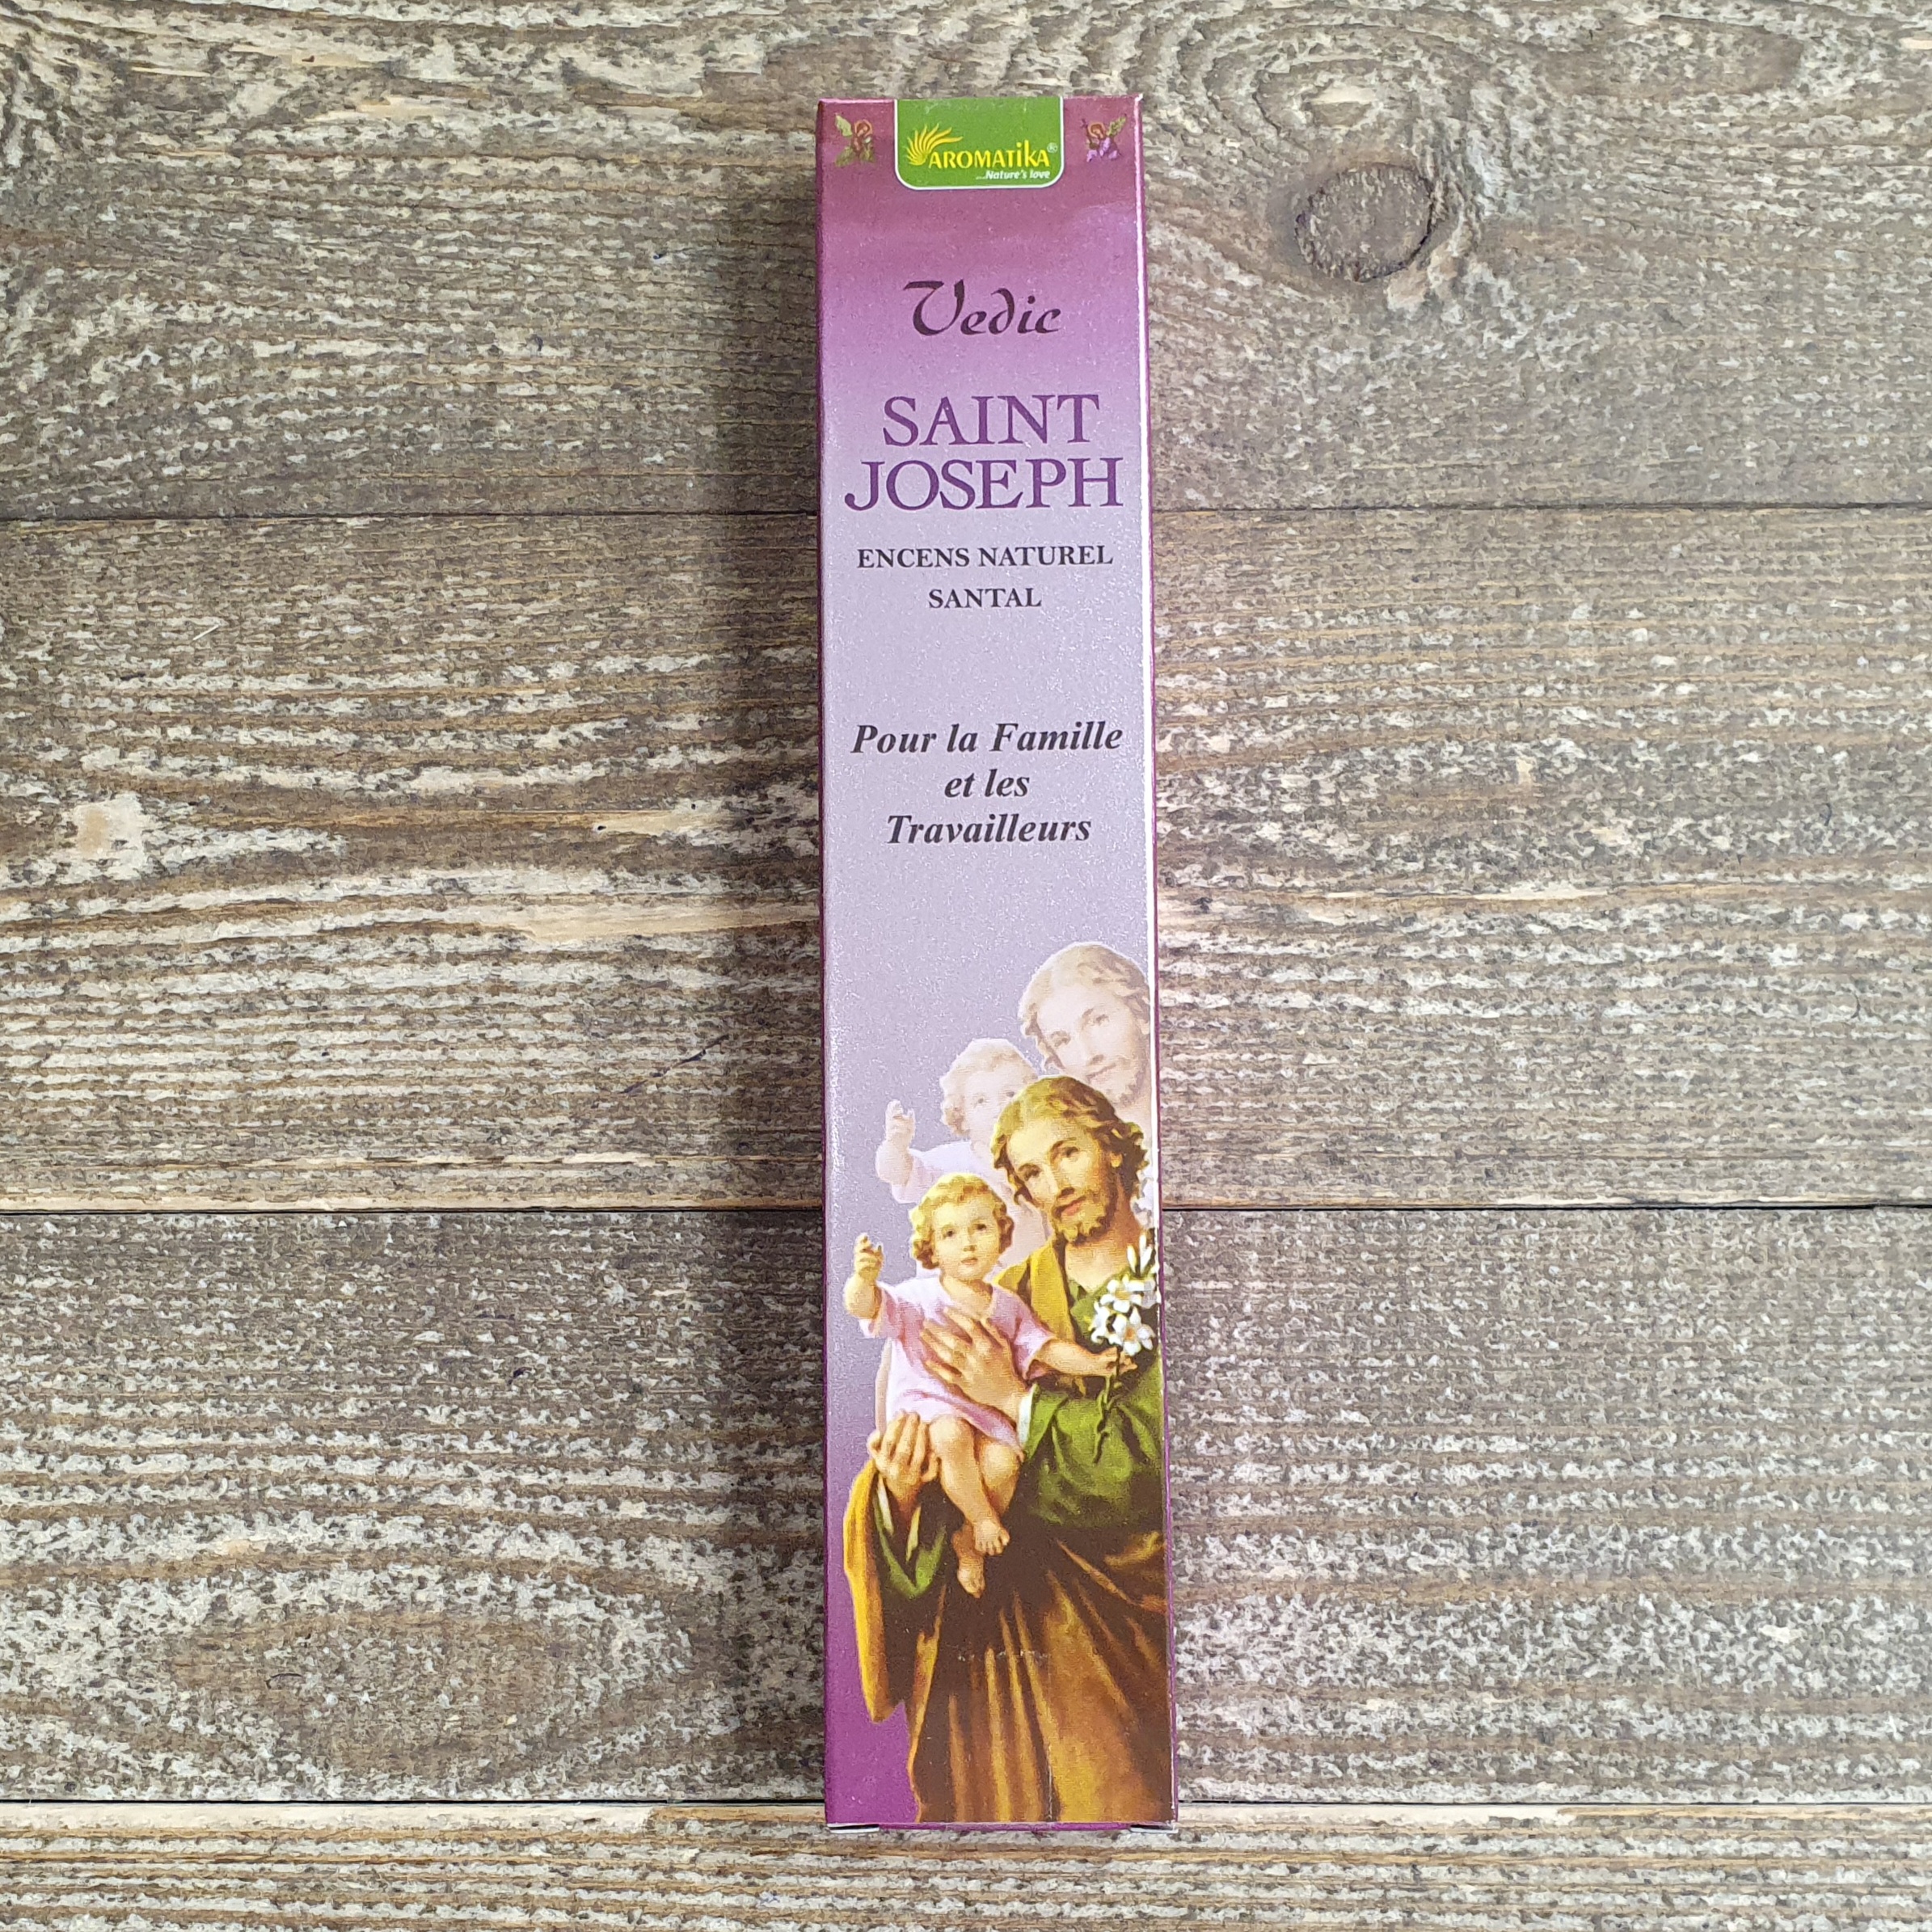 AROMATIKA®
...Nature's love
Vedic
SAINT
JOSEPH
ENCENS NATUREL
SANTAL
Pour la Famille
et les
Travailleurs